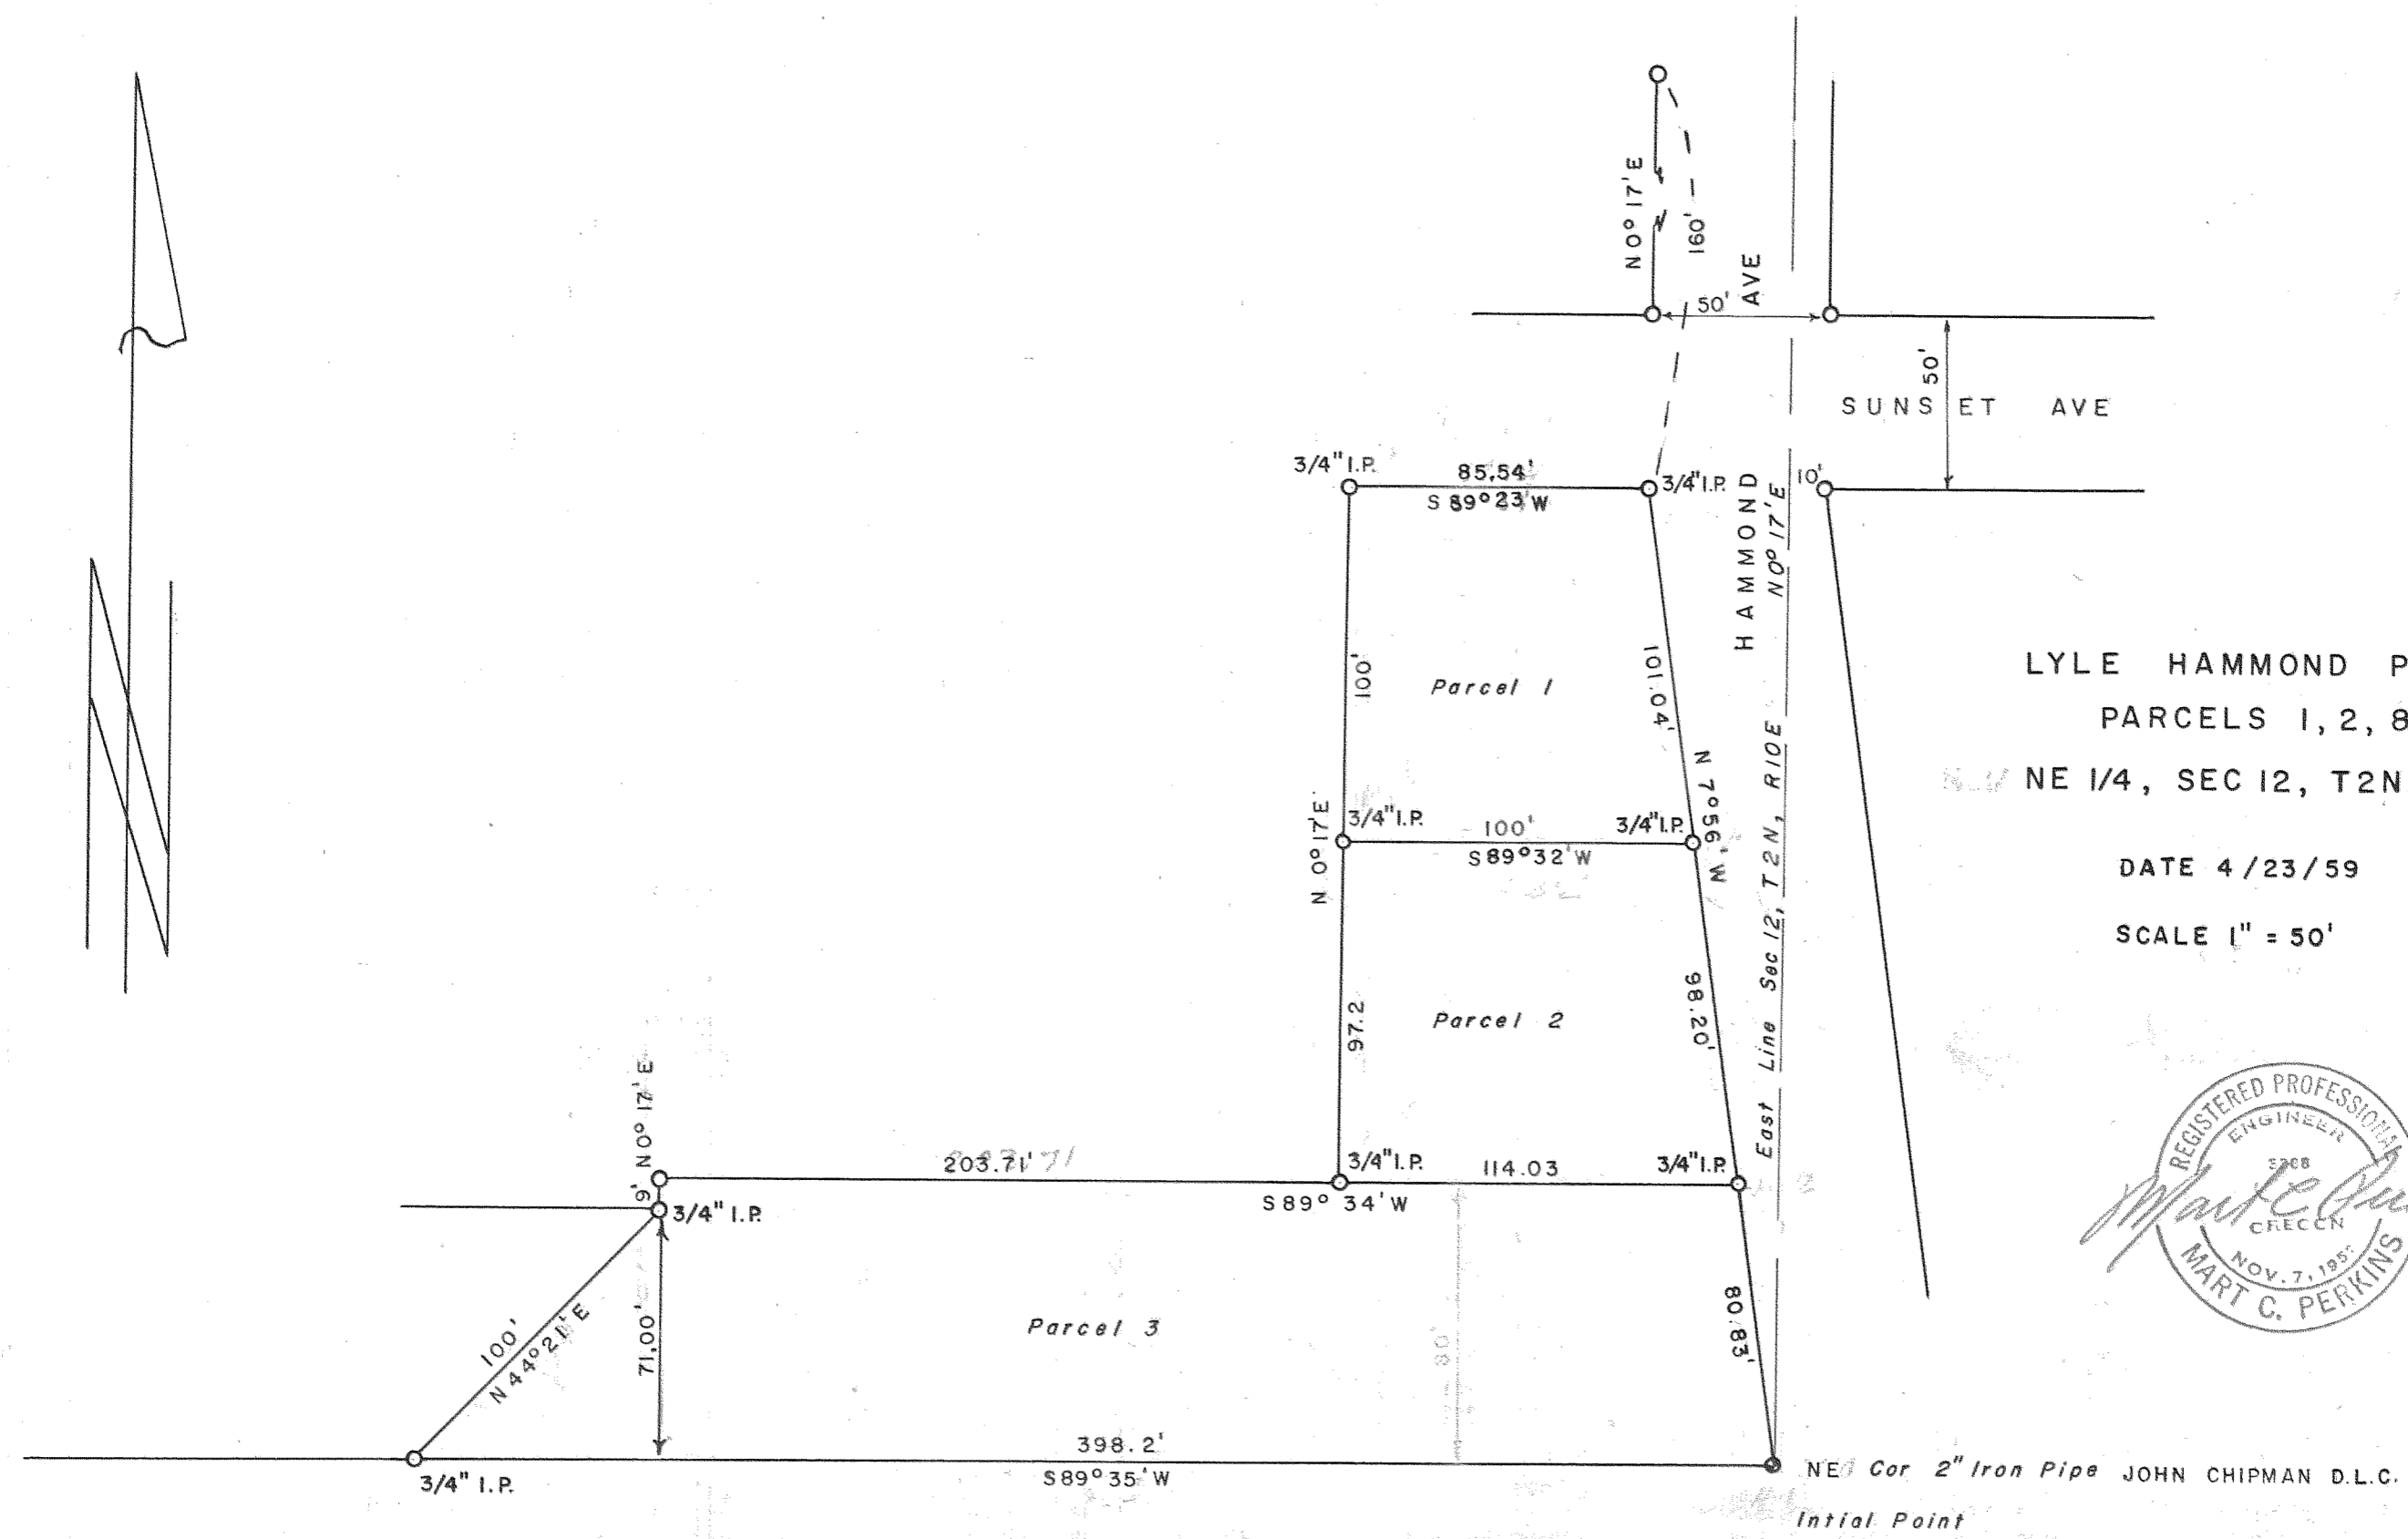 N 0° 17' E
160'
50'
AVE
50'
SUNSET AVE
3/4" I.P.
85.54'
S 89° 23' W
3/4" I.P.
10'
HAMMOND
N 0° 17' E
East Line Sec 12, T2N, R10E
100'
Parcel 1
101.04'
N 7° 56' W
N 0° 17' E
3/4" I.P.
100'
S 89° 32' W
3/4" I.P.
97.2
Parcel 2
98.20'
LYLE HAMMOND P
PARCELS 1, 2, 8
NE 1/4, SEC 12, T2N
DATE 4/23/59
SCALE 1" = 50'
REGISTERED PROFESSIONAL
ENGINEER
NOV. 7, 195
MART C. PERKINS
N 0° 17' E
9'
203.71'
3/4" I.P.
114.03
3/4" I.P.
S 89° 34' W
3/4" I.P.
100'
N 44° 21' E
71.00'
Parcel 3
80'
80.83'
398.2'
S 89° 35' W
3/4" I.P.
NE Cor 2" Iron Pipe JOHN CHIPMAN D.L.C.
Intial Point